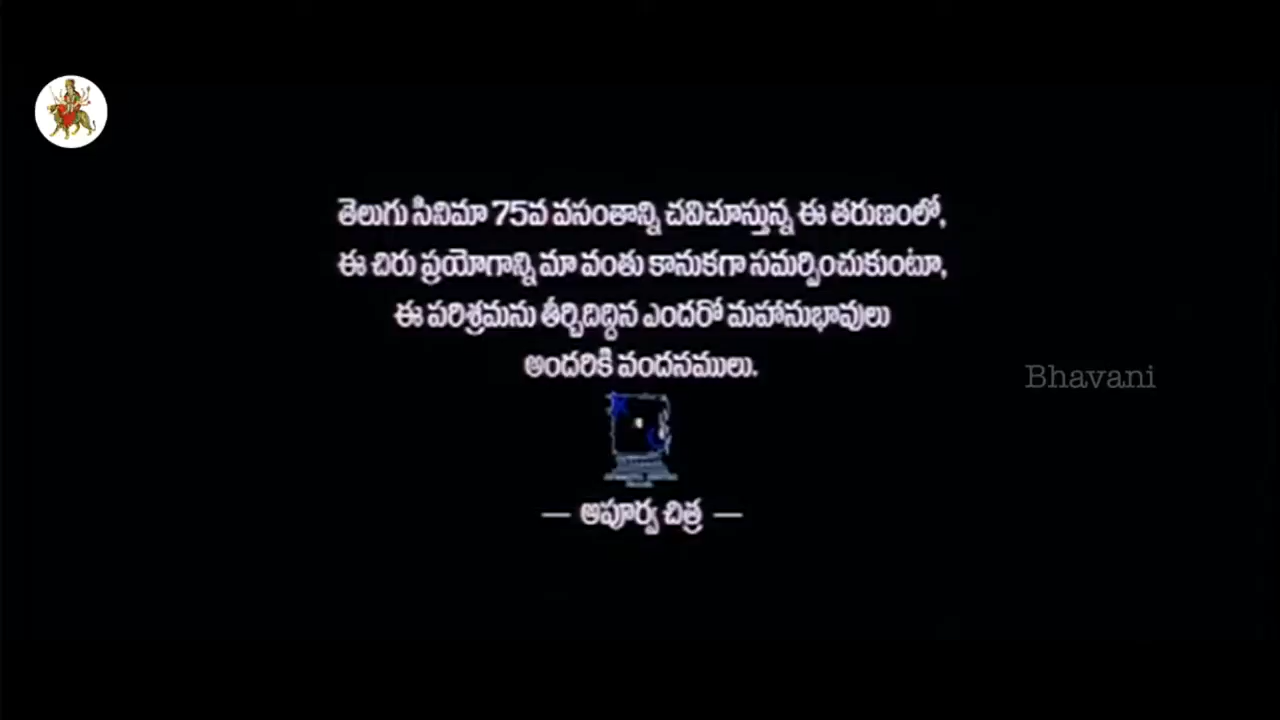 తెలుగు సినిమా 75వ వసంతాన్ని చవిచూస్తున్న ఈ తరుణంలో,
ఈ చిరు ప్రయోగాన్ని మా వంతు కానుకగా సమర్పించుకుంటూ,
ఈ పరిశ్రమను తీర్చిదిద్దిన ఎందరో మహానుభావులు
అందరికి వందనములు.
Bhavani
— అపూర్వ చిత్ర —